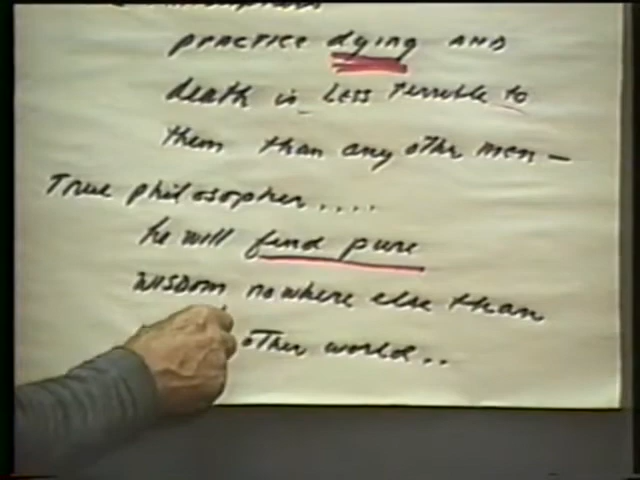 PRACTICE dying AND
death is less terrible to
them than any other men —
True philosopher....
he will find pure
WISDOM nowhere else than
other world..